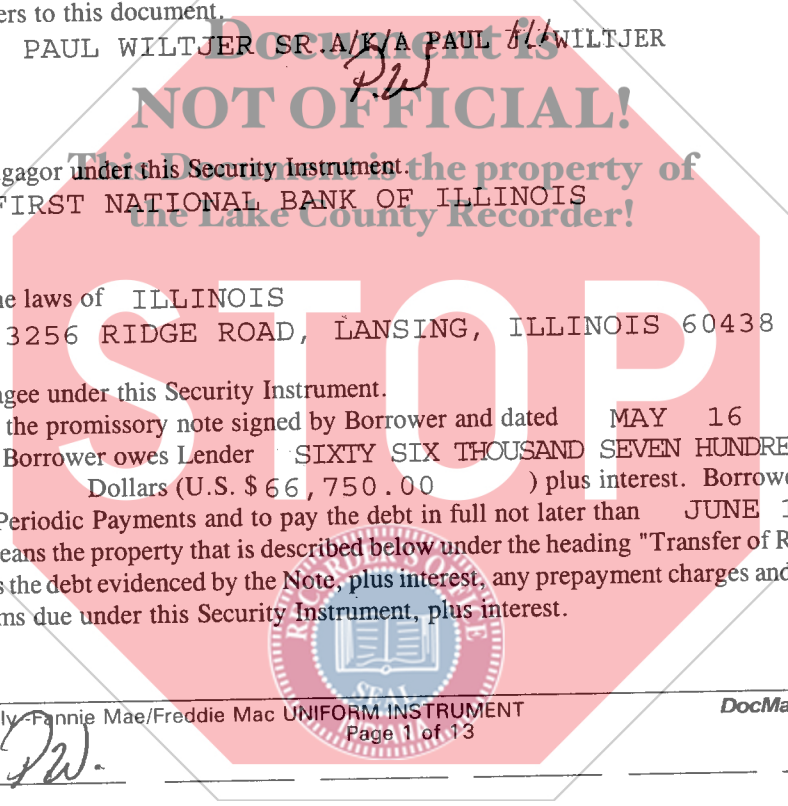 ers to this document.
PAUL WILTJER SR.A/K/A PAUL WILTJER
P.W
Document is
NOT OFFICIAL!
This Document is the property of
the Lake County Recorder!
gagor under this Security Instrument.
FIRST NATIONAL BANK OF ILLINOIS
STOP
he laws of ILLINOIS
3256 RIDGE ROAD, LANSING, ILLINOIS 60438
agee under this Security Instrument.
the promissory note signed by Borrower and dated MAY 16
Borrower owes Lender SIXTY SIX THOUSAND SEVEN HUNDRE
Dollars (U.S. $ 66,750.00 ) plus interest. Borrowe
Periodic Payments and to pay the debt in full not later than JUNE 1
eans the property that is described below under the heading "Transfer of R
s the debt evidenced by the Note, plus interest, any prepayment charges and
ms due under this Security Instrument, plus interest.
RECORDER'S OFFICE
SEAL
INDIANA
ly-Fannie Mae/Freddie Mac UNIFORM INSTRUMENT DocMa
Page 1 of 13
P.W.